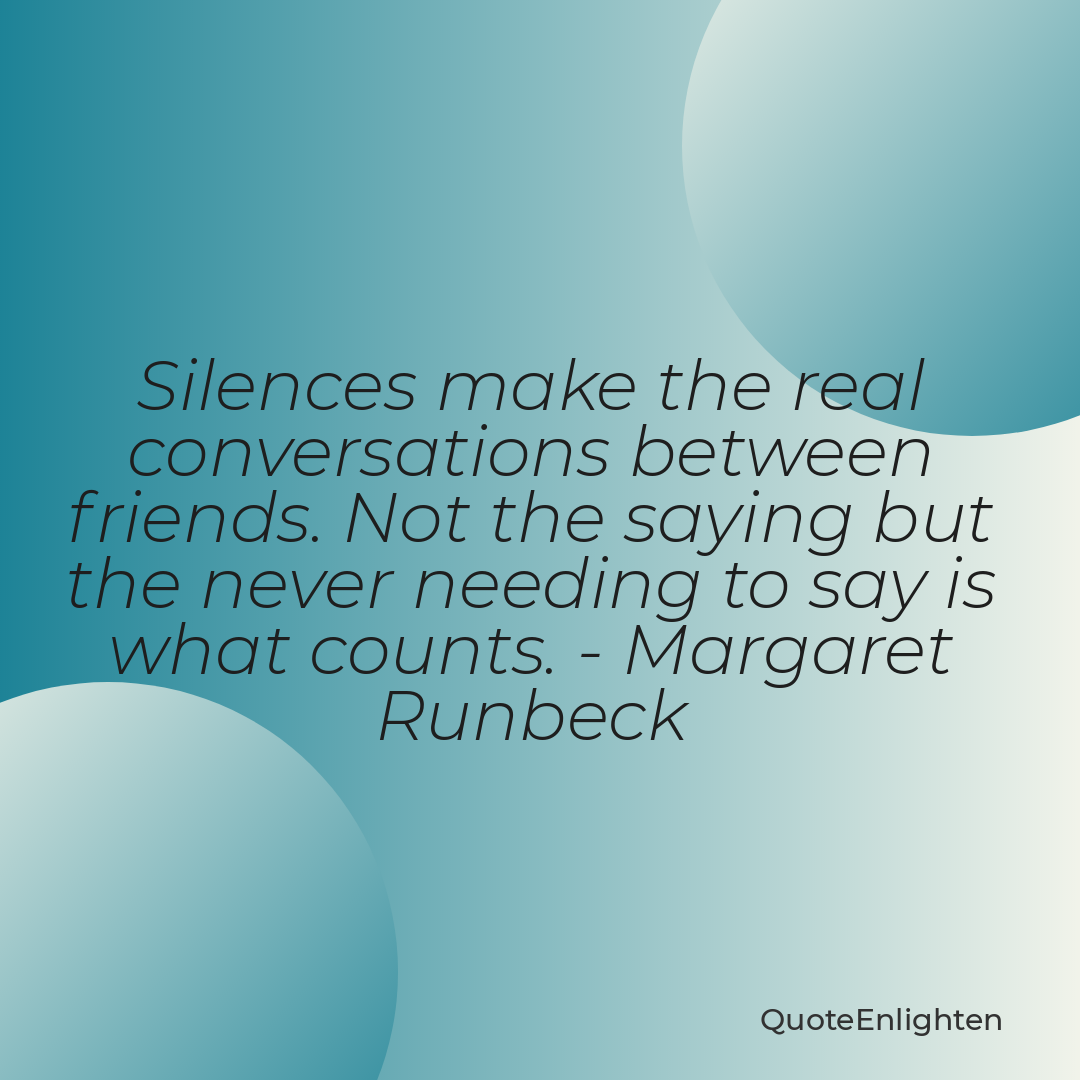 Silences make the real
conversations between
friends. Not the saying but
the never needing to say is
what counts. - Margaret
Runbeck
QuoteEnlighten